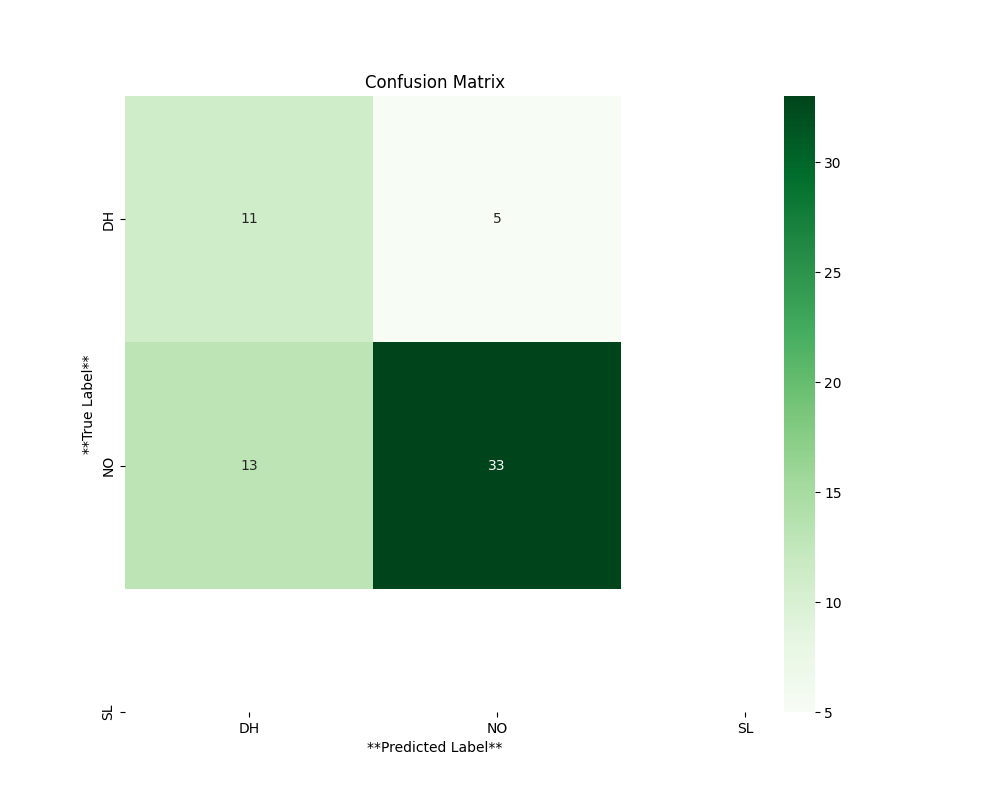 Confusion Matrix
DH
11
5
NO
13
33
SL
DH
NO
SL
**True Label**
**Predicted Label**
30
25
20
15
10
5